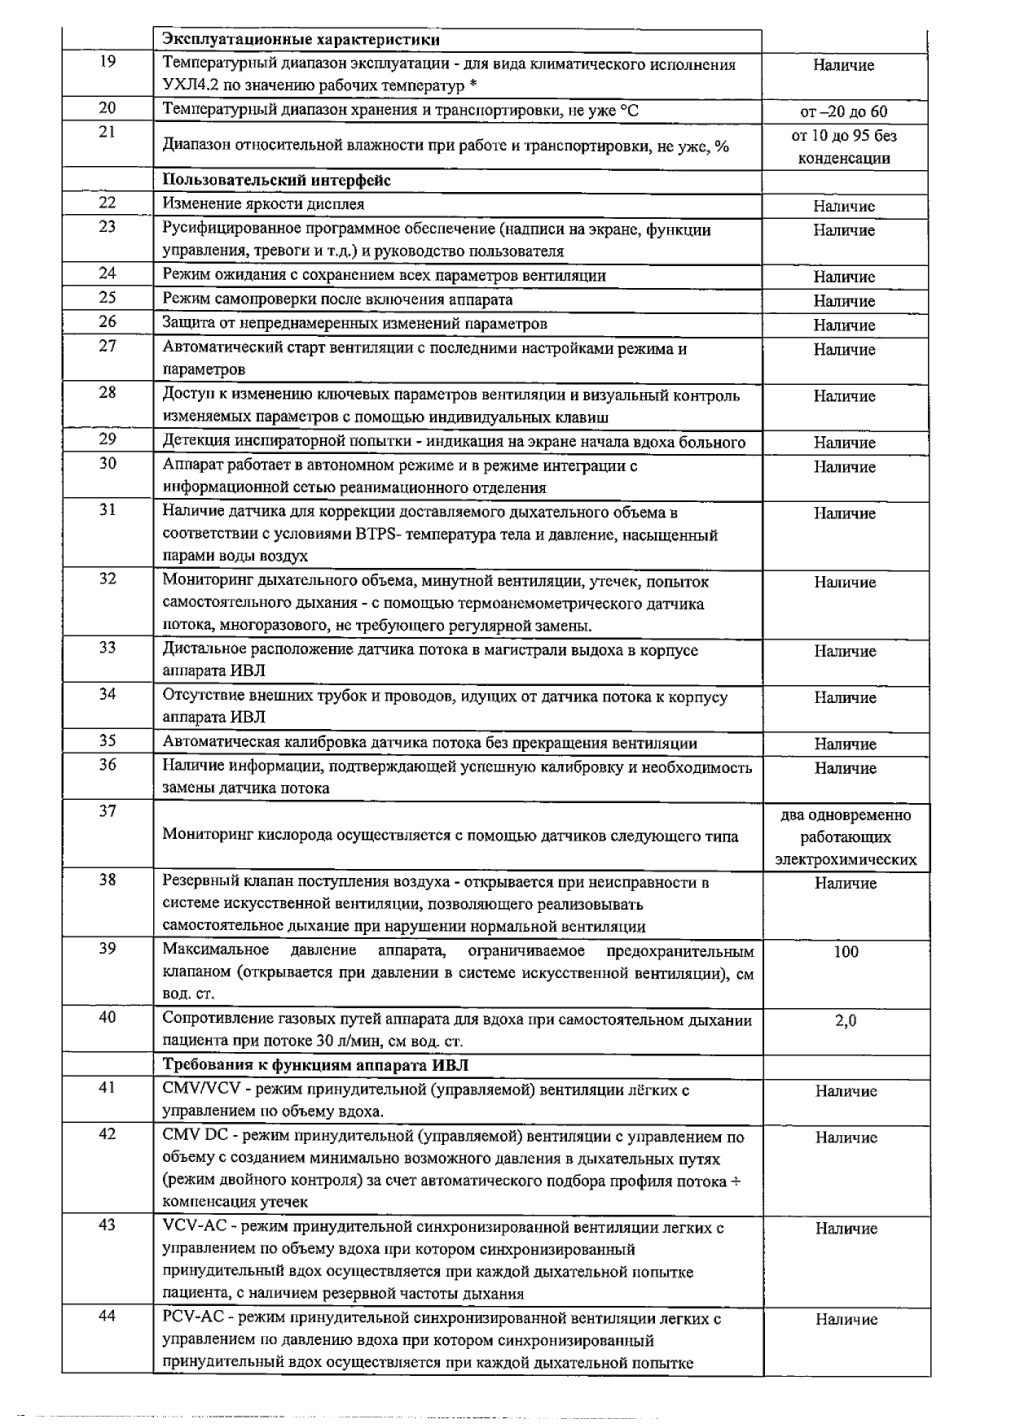 Эксплуатационные характеристики
19 Температурный диапазон эксплуатации - для вида климатического исполнения Наличие
УХЛ4.2 по значению рабочих температур *
20 Температурный диапазон хранения и транспортировки, не уже °С от –20 до 60
21 Диапазон относительной влажности при работе и транспортировки, не уже, % от 10 до 95 без
конденсации
Пользовательский интерфейс
22 Изменение яркости дисплея Наличие
23 Русифицированное программное обеспечение (надписи на экране, функции Наличие
управления, тревоги и т.д.) и руководство пользователя
24 Режим ожидания с сохранением всех параметров вентиляции Наличие
25 Режим самопроверки после включения аппарата Наличие
26 Защита от непреднамеренных изменений параметров Наличие
27 Автоматический старт вентиляции с последними настройками режима и Наличие
параметров
28 Доступ к изменению ключевых параметров вентиляции и визуальный контроль Наличие
изменяемых параметров с помощью индивидуальных клавиш
29 Детекция инспираторной попытки - индикация на экране начала вдоха больного Наличие
30 Аппарат работает в автономном режиме и в режиме интеграции с Наличие
информационной сетью реанимационного отделения
31 Наличие датчика для коррекции доставляемого дыхательного объема в Наличие
соответствии с условиями BTPS- температура тела и давление, насыщенный
парами воды воздух
32 Мониторинг дыхательного объема, минутной вентиляции, утечек, попыток Наличие
самостоятельного дыхания - с помощью термоанемометрического датчика
потока, многоразового, не требующего регулярной замены.
33 Дистальное расположение датчика потока в магистрали выдоха в корпусе Наличие
аппарата ИВЛ
34 Отсутствие внешних трубок и проводов, идущих от датчика потока к корпусу Наличие
аппарата ИВЛ
35 Автоматическая калибровка датчика потока без прекращения вентиляции Наличие
36 Наличие информации, подтверждающей успешную калибровку и необходимость Наличие
замены датчика потока
37 Мониторинг кислорода осуществляется с помощью датчиков следующего типа два одновременно
работающих
электрохимических
38 Резервный клапан поступления воздуха - открывается при неисправности в Наличие
системе искусственной вентиляции, позволяющего реализовывать
самостоятельное дыхание при нарушении нормальной вентиляции
39 Максимальное давление аппарата, ограничиваемое предохранительным 100
клапаном (открывается при давлении в системе искусственной вентиляции), см
вод. ст.
40 Сопротивление газовых путей аппарата для вдоха при самостоятельном дыхании 2,0
пациента при потоке 30 л/мин, см вод. ст.
Требования к функциям аппарата ИВЛ
41 CMV/VCV - режим принудительной (управляемой) вентиляции лёгких с Наличие
управлением по объему вдоха.
42 CMV DC - режим принудительной (управляемой) вентиляции с управлением по Наличие
объему с созданием минимально возможного давления в дыхательных путях
(режим двойного контроля) за счет автоматического подбора профиля потока +
компенсация утечек
43 VCV-AC - режим принудительной синхронизированной вентиляции легких с Наличие
управлением по объему вдоха при котором синхронизированный
принудительный вдох осуществляется при каждой дыхательной попытке
пациента, с наличием резервной частоты дыхания
44 PCV-AC - режим принудительной синхронизированной вентиляции легких с Наличие
управлением по давлению вдоха при котором синхронизированный
принудительный вдох осуществляется при каждой дыхательной попытке